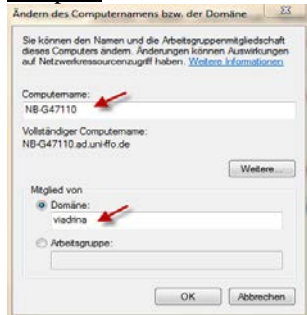 Ändern des Computernamens bzw. der Domäne
Sie können den Namen und die Arbeitsgruppenmitgliedschaft
dieses Computers ändern. Änderungen können Auswirkungen
auf Netzwerkressourcenzugriff haben. Weitere Informationen
Computername:
NB-G47110
Vollständiger Computername:
NB-G47110.ad.uni-ffo.de
Weitere...
Mitglied von
Domäne:
viadrina
Arbeitsgruppe:
OK
Abbrechen